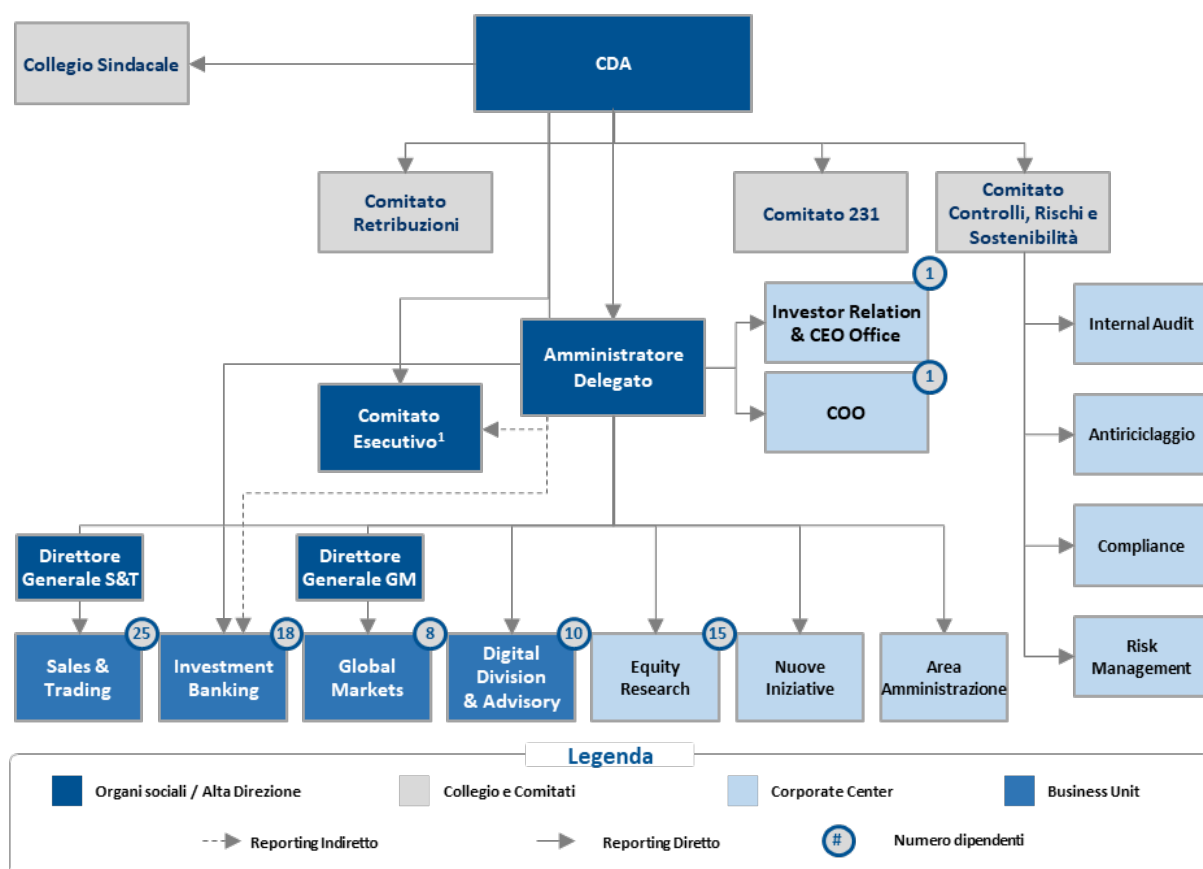 CDA
Collegio Sindacale
Comitato
Retribuzioni
Comitato 231
Comitato
Controlli, Rischi e
Sostenibilità
1
Investor Relation
& CEO Office
Internal Audit
Amministratore
Delegato
1
COO
Comitato
Esecutivo1
Antiriciclaggio
Direttore
Generale S&T
Direttore
Generale GM
Compliance
25
Sales &
Trading
18
Investment
Banking
8
Global
Markets
10
Digital
Division
& Advisory
15
Equity
Research
Nuove
Iniziative
Area
Amministrazione
Risk
Management
Legenda
Organi sociali / Alta Direzione
Collegio e Comitati
Corporate Center
Business Unit
Reporting Indiretto
Reporting Diretto
#
Numero dipendenti